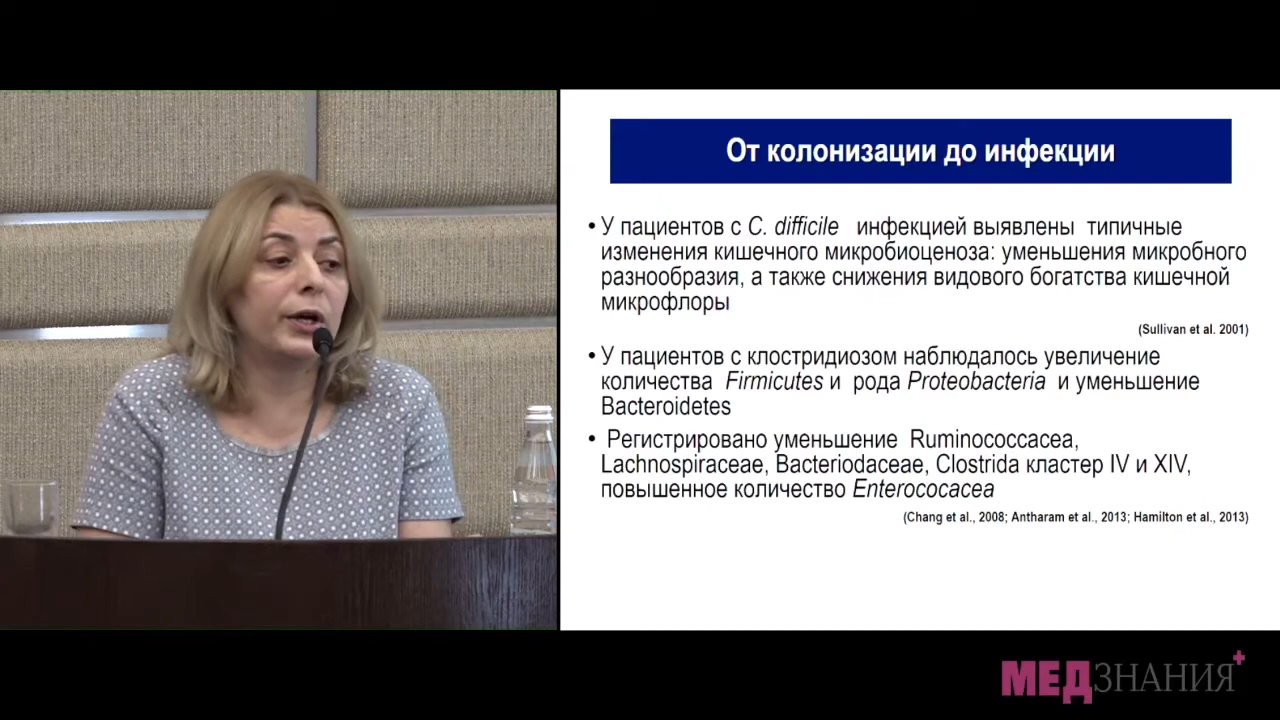 От колонизации до инфекции
• У пациентов с C. difficile инфекцией выявлены типичные
изменения кишечного микробиоценоза: уменьшения микробного
разнообразия, а также снижения видового богатства кишечной
микрофлоры
(Sullivan et al. 2001)
• У пациентов с клостридиозом наблюдалось увеличение
количества Firmicutes и рода Proteobacteria и уменьшение
Bacteroidetes
• Регистрировано уменьшение Ruminococcacea,
Lachnospiraceae, Bacteriodaceae, Clostrida кластер IV и XIV,
повышенное количество Enterococacea
(Chang et al., 2008; Antharam et al., 2013; Hamilton et al., 2013)
МЕДЗНАНИЯ+